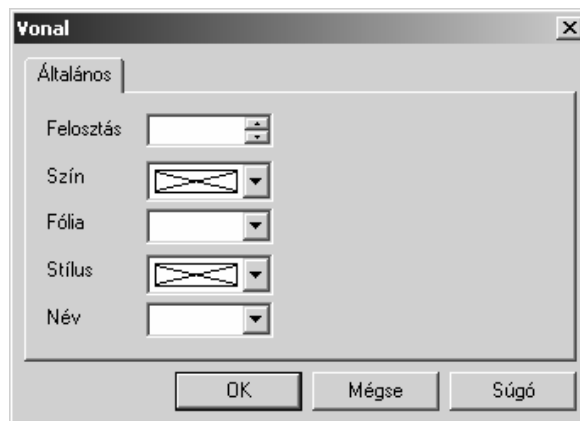 Vonal
Általános
Felosztás
Szín
Fólia
Stílus
Név
OK
Mégse
Súgó